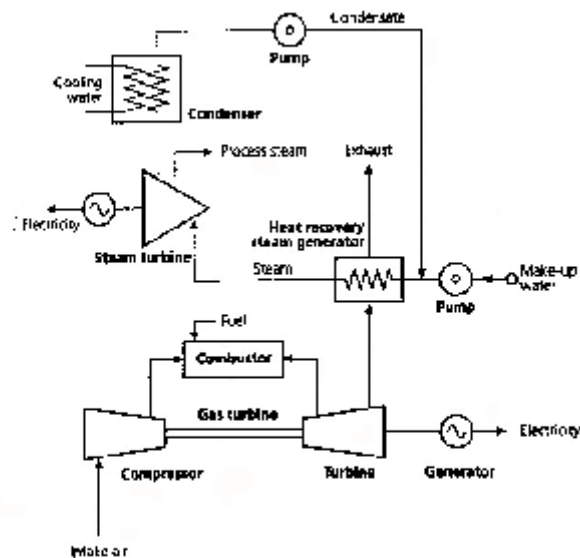 Condensate
Pump
Cooling
water
Condenser
Process steam
Exhaust
Electricity
Steam turbine
Heat recovery
steam generator
Steam
Make-up
water
Pump
Fuel
Combustor
Gas turbine
Electricity
Compressor
Turbine
Generator
Intake air